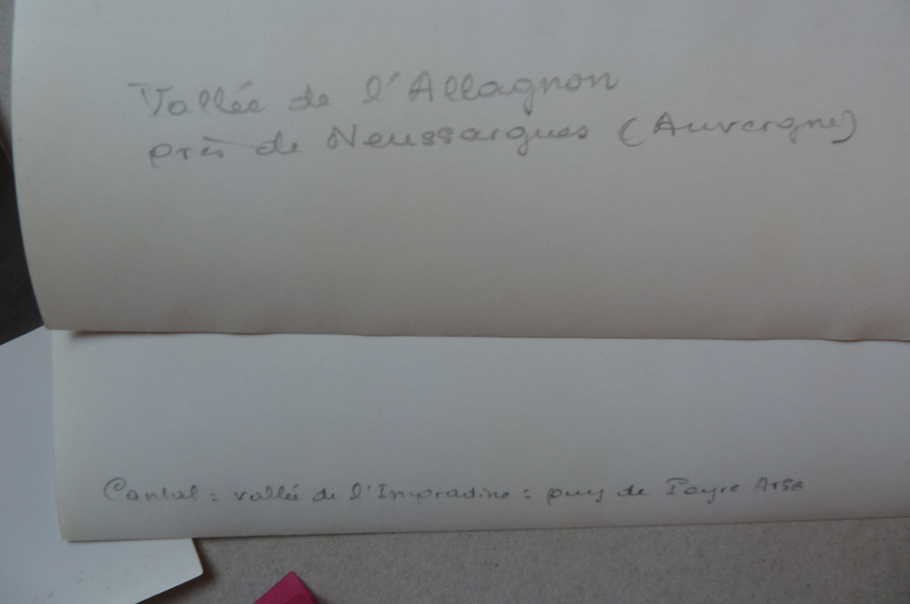 Vallée de l'Allagnon
près de Neussargues (Auvergne)
Cantal : vallée de l'Impradine : puy de Peyre Arse